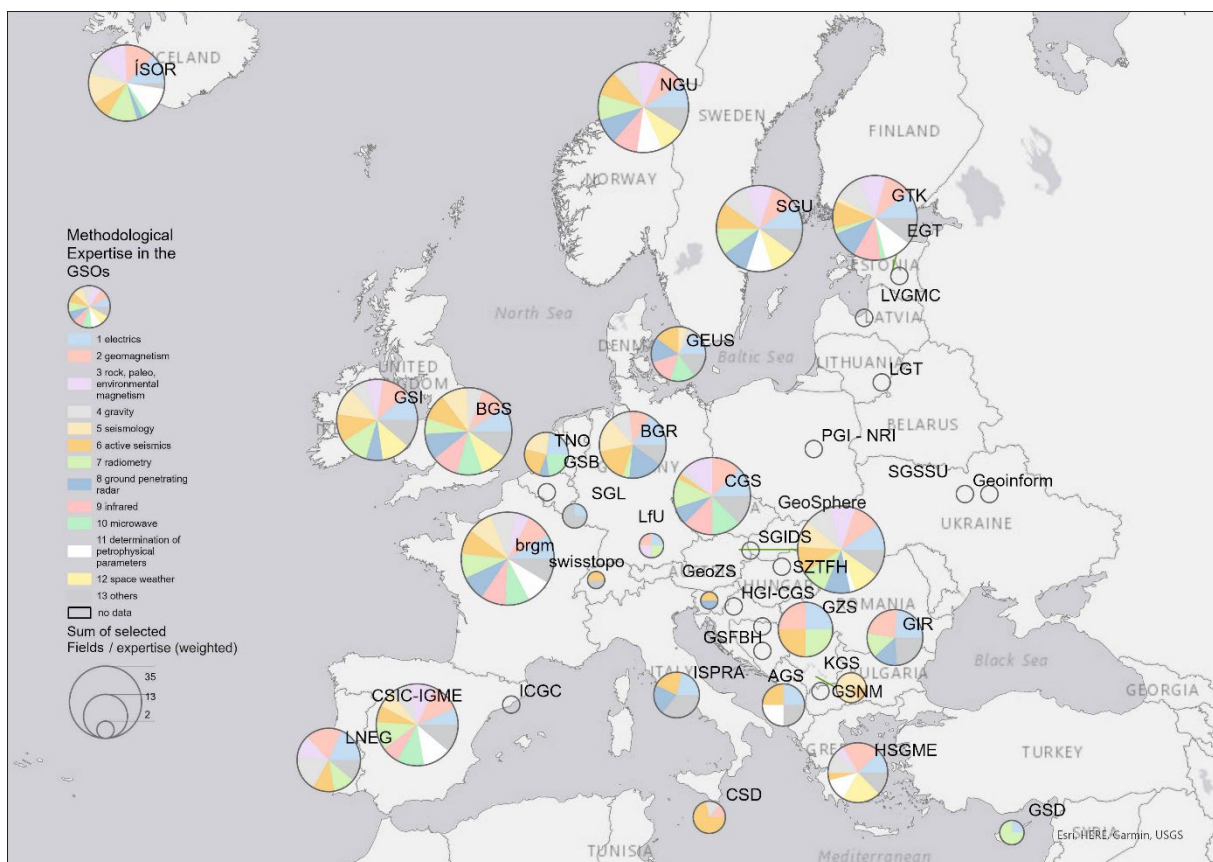 ICELAND
ÍSOR
NGU
SWEDEN
FINLAND
NORWAY
SGU
GTK
EGT
ESTONIA
LVGMC
LATVIA
Methodological
Expertise in the
GSOs
1 electrics
2 geomagnetism
3 rock, paleo,
environmental
magnetism
4 gravity
5 seismology
6 active seismics
7 radiometry
8 ground penetrating
radar
9 infrared
10 microwave
11 determination of
petrophysical
parameters
12 space weather
13 others
no data
Sum of selected
Fields / expertise (weighted)
35
13
2
North Sea
DENM
GEUS
Baltic Sea
LITHUANIA
LGT
UNITED
KINGDOM
GSI
BGS
BELARUS
TNO
GSB
BGR
NY
PGI - NRI
SGL
CGS
SGSSU
Geoinform
UKRAINE
GeoSphere
LfU
brgm
swisstopo
SGIDS
SZTFH
GeoZS
HUNGAR
HGI-CGS
ROMANIA
GZS
GIR
GSFBH
ITALY
ISPRA
AGS
KGS
GSNM
BULGARIA
Black Sea
GEORGIA
CSIC-IGME
ICGC
LNEG
GREE
HSGME
TURKEY
CSD
GSD
SYRIA
Esri, HERE, Garmin, USGS
TUNISIA
Mediterranean